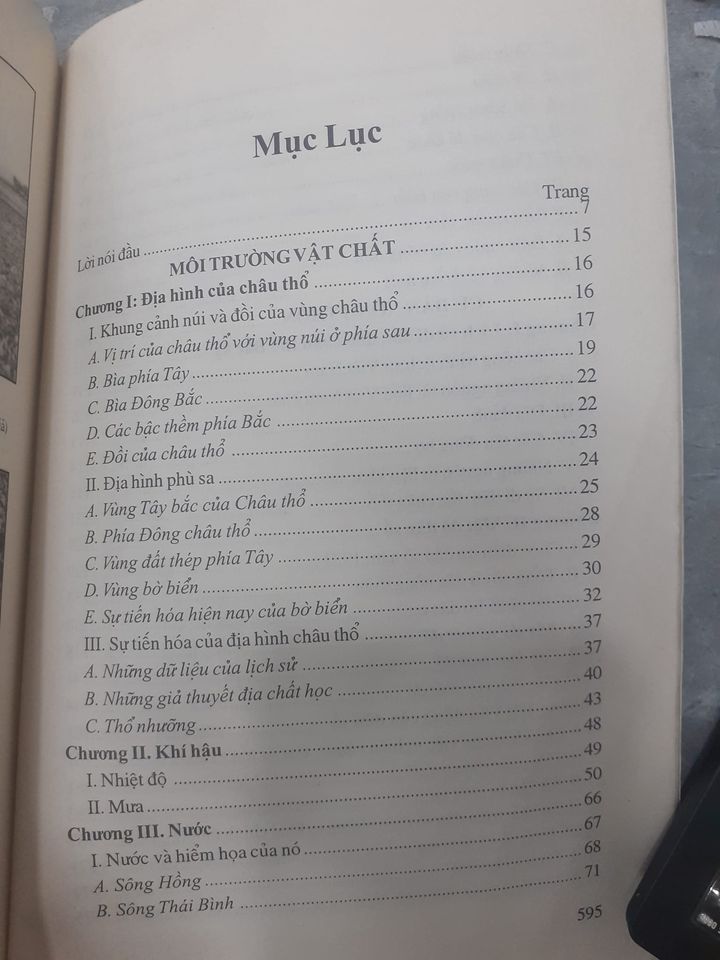 Mục Lục
Trang
Lời nói đầu ........ 7
MÔI TRƯỜNG VẬT CHẤT ........ 15
Chương I: Địa hình của châu thổ ........ 16
I. Khung cảnh núi và đồi của vùng châu thổ ........ 16
A. Vị trí của châu thổ với vùng núi ở phía sau ........ 17
B. Bìa phía Tây ........ 19
C. Bìa Đông Bắc ........ 22
D. Các bậc thềm phía Bắc ........ 22
E. Đồi của châu thổ ........ 23
II. Địa hình phù sa ........ 24
A. Vùng Tây bắc của Châu thổ ........ 25
B. Phía Đông châu thổ ........ 28
C. Vùng đất thép phía Tây ........ 29
D. Vùng bờ biển ........ 30
E. Sự tiến hóa hiện nay của bờ biển ........ 32
III. Sự tiến hóa của địa hình châu thổ ........ 37
A. Những dữ liệu của lịch sử ........ 37
B. Những giả thuyết địa chất học ........ 40
C. Thổ nhưỡng ........ 43
Chương II. Khí hậu ........ 48
I. Nhiệt độ ........ 49
II. Mưa ........ 50
Chương III. Nước ........ 66
I. Nước và hiểm họa của nó ........ 67
A. Sông Hồng ........ 68
B. Sông Thái Bình ........ 71
595